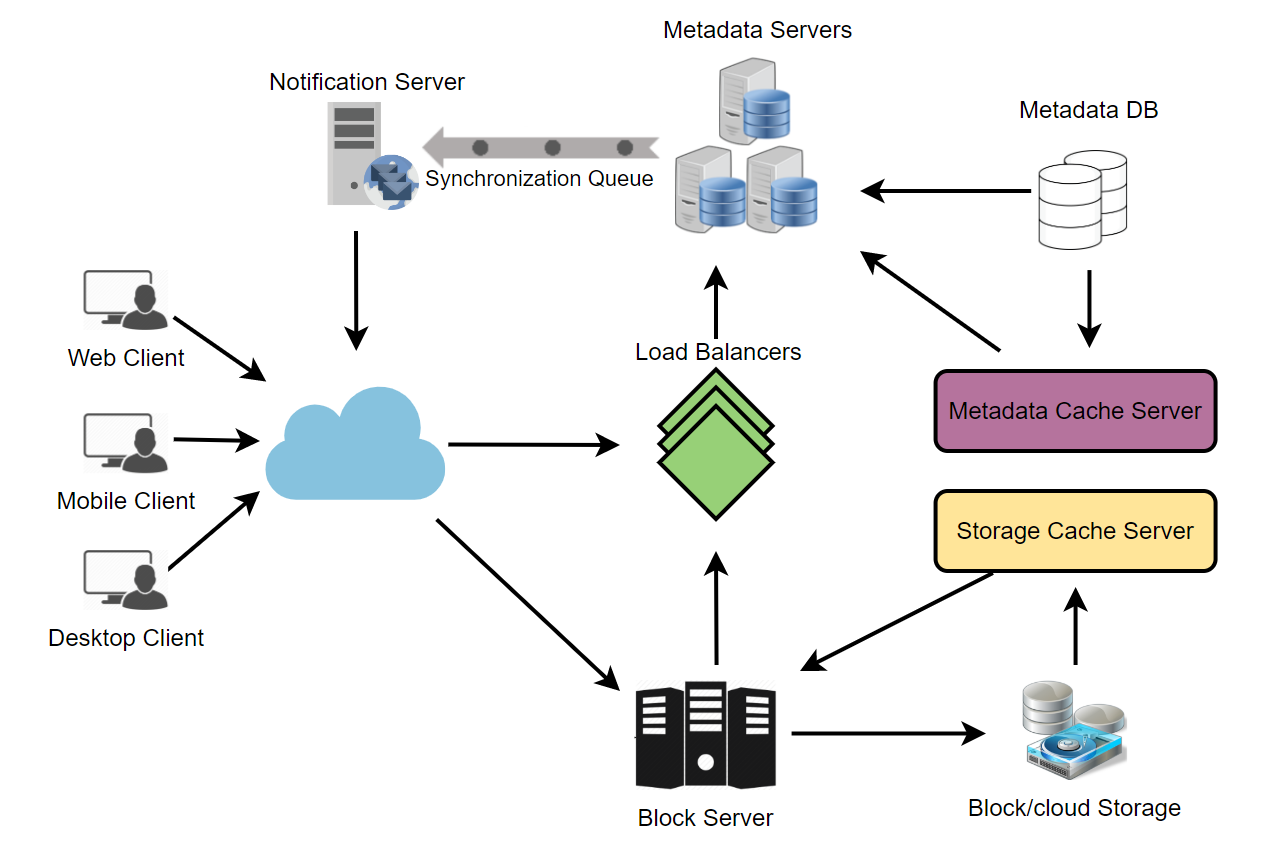 Metadata Servers
Notification Server
Metadata DB
Synchronization Queue
Web Client
Load Balancers
Metadata Cache Server
Mobile Client
Storage Cache Server
Desktop Client
Block/cloud Storage
Block Server